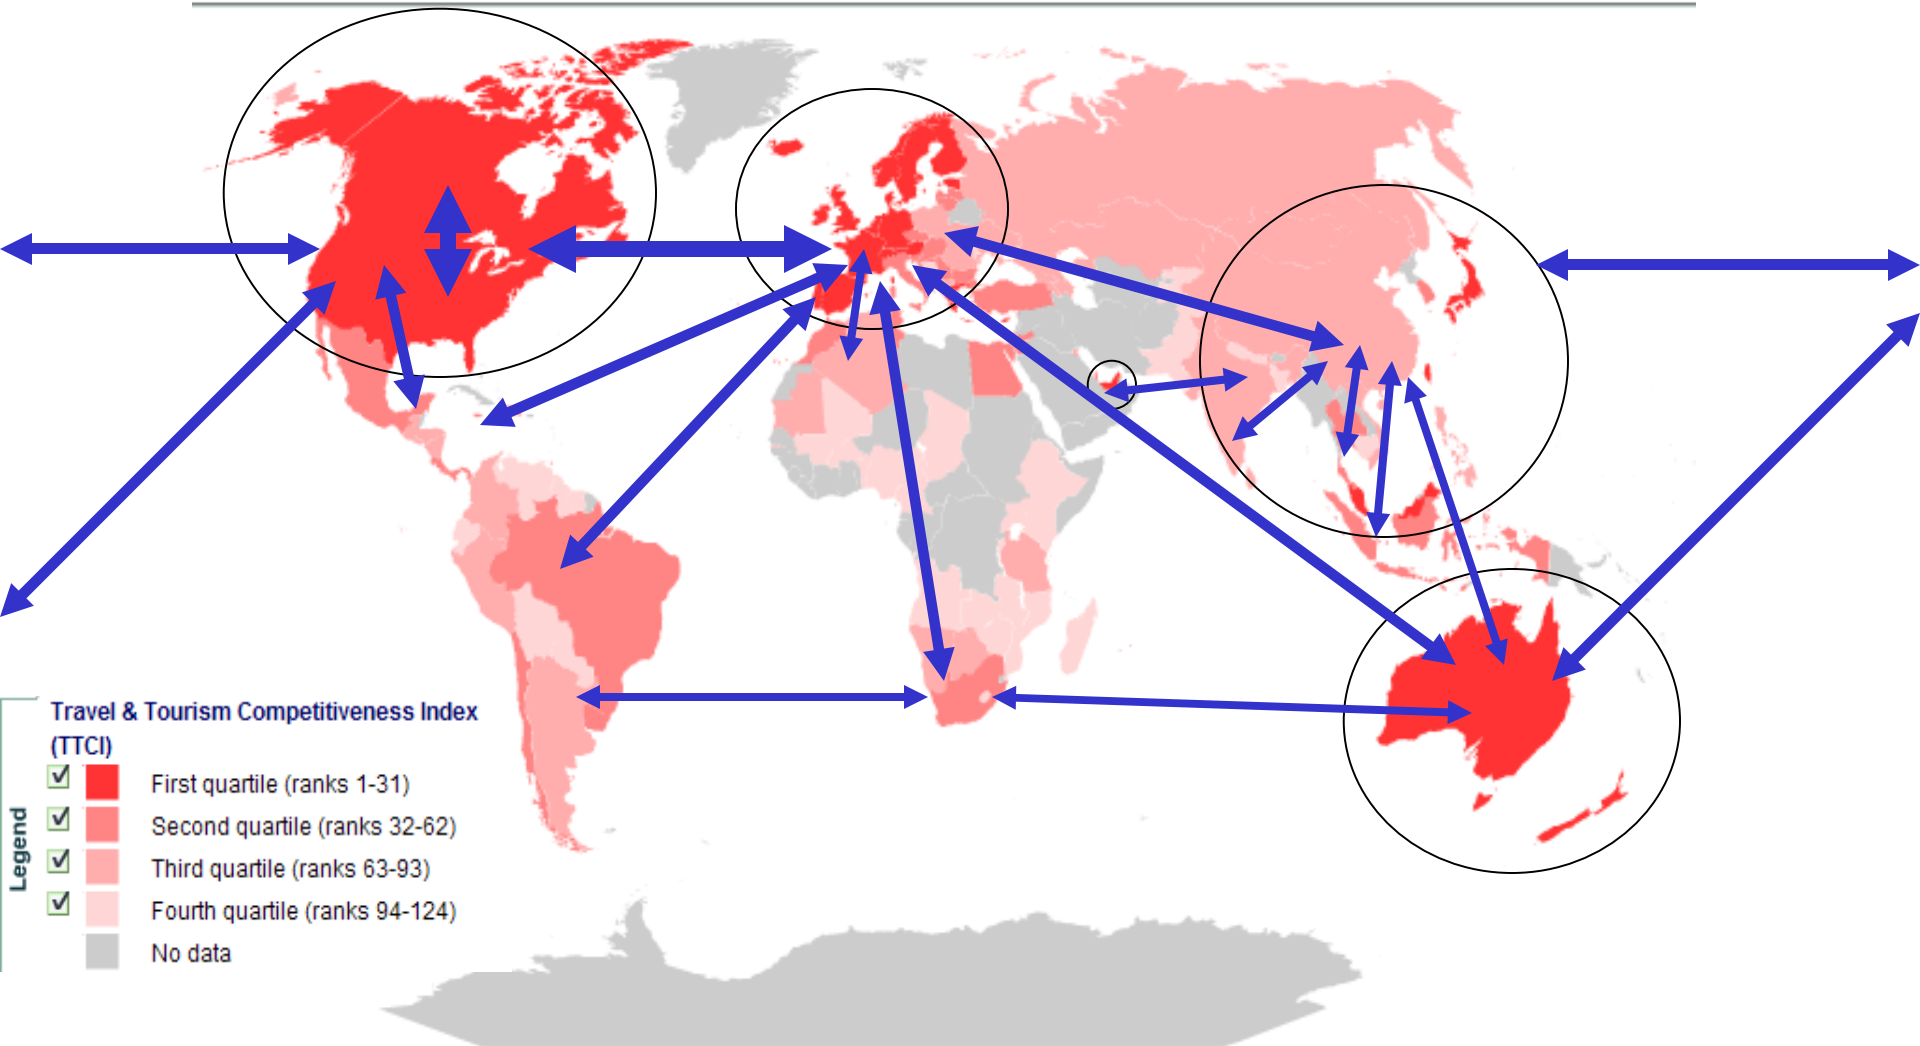 Travel & Tourism Competitiveness Index
(TTCI)
First quartile (ranks 1-31)
Second quartile (ranks 32-62)
Third quartile (ranks 63-93)
Fourth quartile (ranks 94-124)
No data
Legend